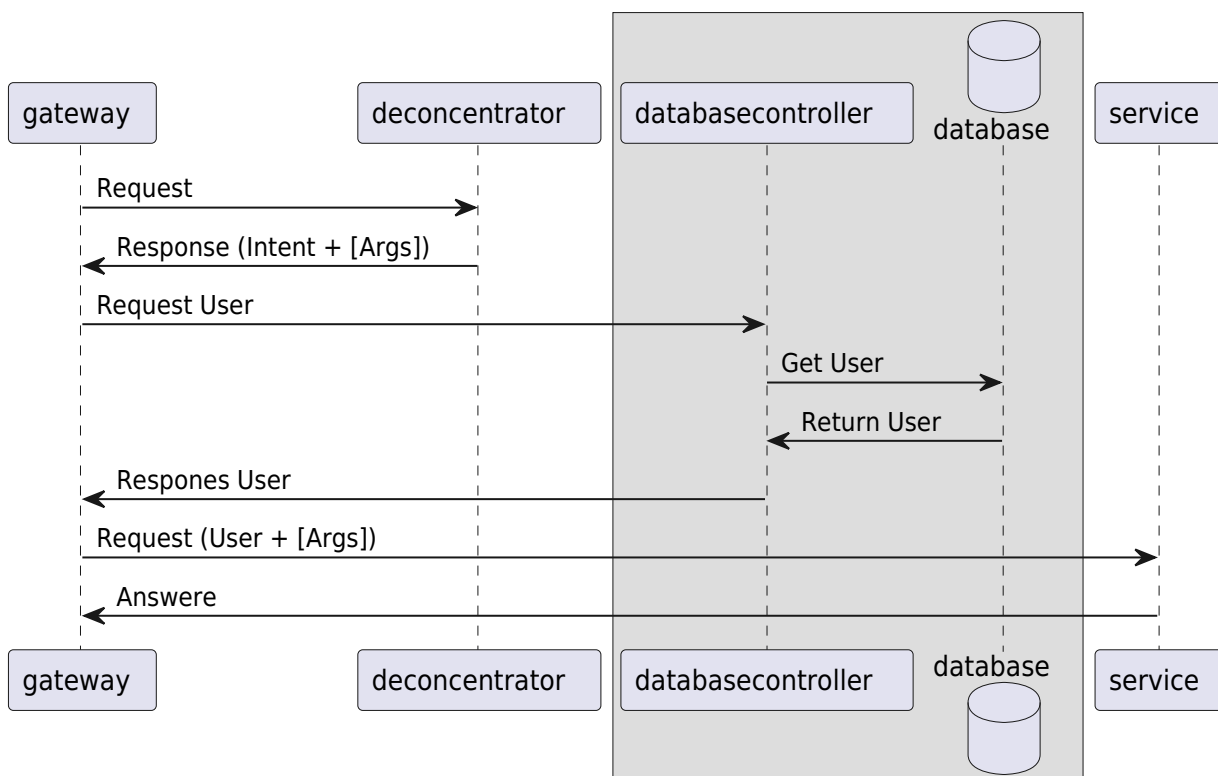 gateway
deconcentrator
databasecontroller
database
service
Request
Response (Intent + [Args])
Request User
Get User
Return User
Respones User
Request (User + [Args])
Answere
gateway
deconcentrator
databasecontroller
database
service